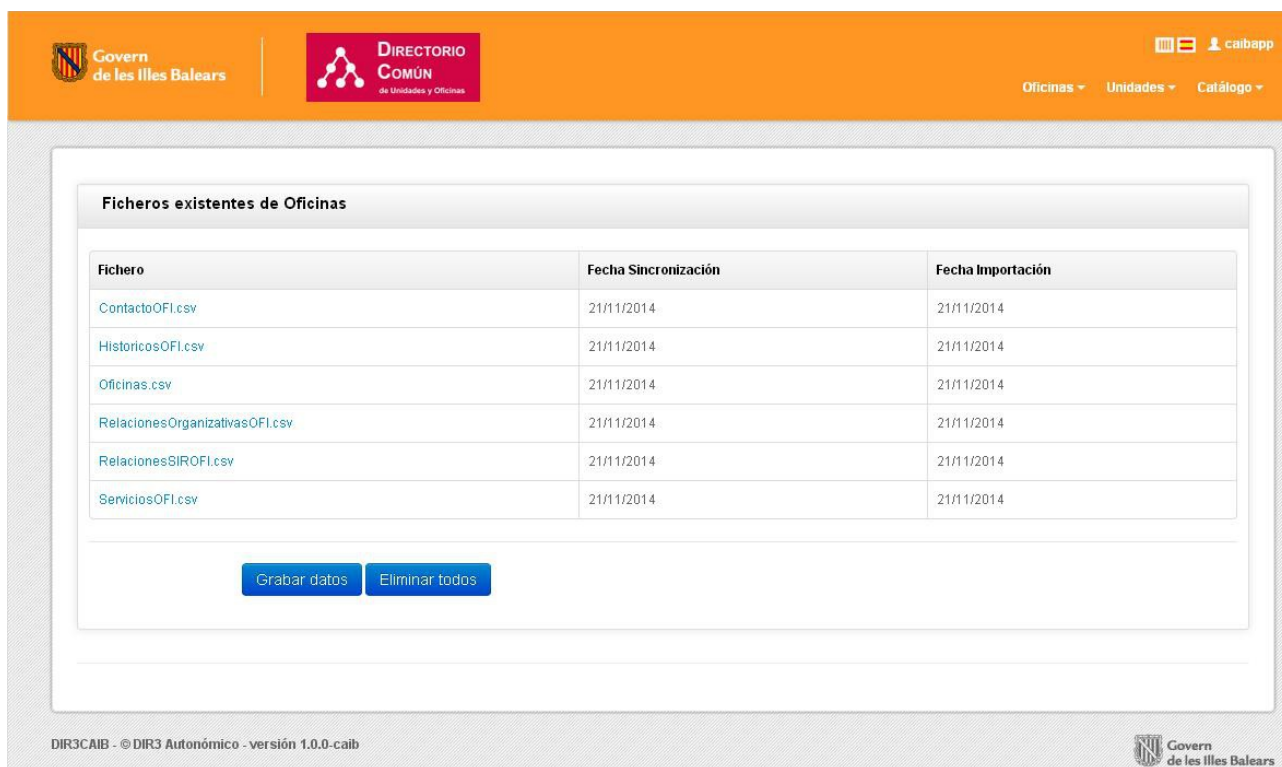 Govern
de les Illes Balears
DIRECTORIO
COMÚN
de Unidades y Oficinas
caibapp
Oficinas Unidades Catálogo
Ficheros existentes de Oficinas
Fichero Fecha Sincronización Fecha Importación
ContactoOFI.csv 21/11/2014 21/11/2014
HistoricosOFI.csv 21/11/2014 21/11/2014
Oficinas.csv 21/11/2014 21/11/2014
RelacionesOrganizativasOFI.csv 21/11/2014 21/11/2014
RelacionesSIROFI.csv 21/11/2014 21/11/2014
ServiciosOFI.csv 21/11/2014 21/11/2014
Grabar datos Eliminar todos
DIR3CAIB - © DIR3 Autonómico - versión 1.0.0-caib
Govern
de les Illes Balears